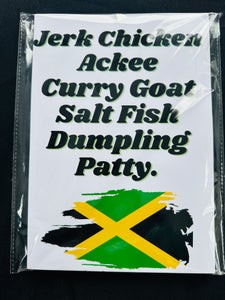 Jerk Chicken
Ackee
Curry Goat
Salt Fish
Dumpling
Patty.